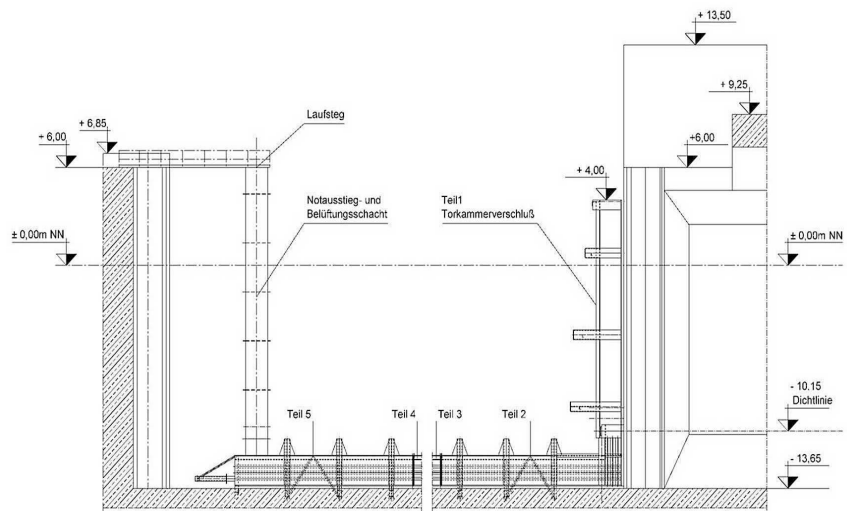 + 13,50
+ 9,25
+ 6,85
+ 6,00
Laufsteg
+6,00
+ 4,00
Notausstieg- und
Belüftungsschacht
Teil1
Torkammerverschluß
± 0,00m NN
± 0,00m NN
- 10.15
Dichtlinie
Teil 5
Teil 4
Teil 3
Teil 2
- 13,65